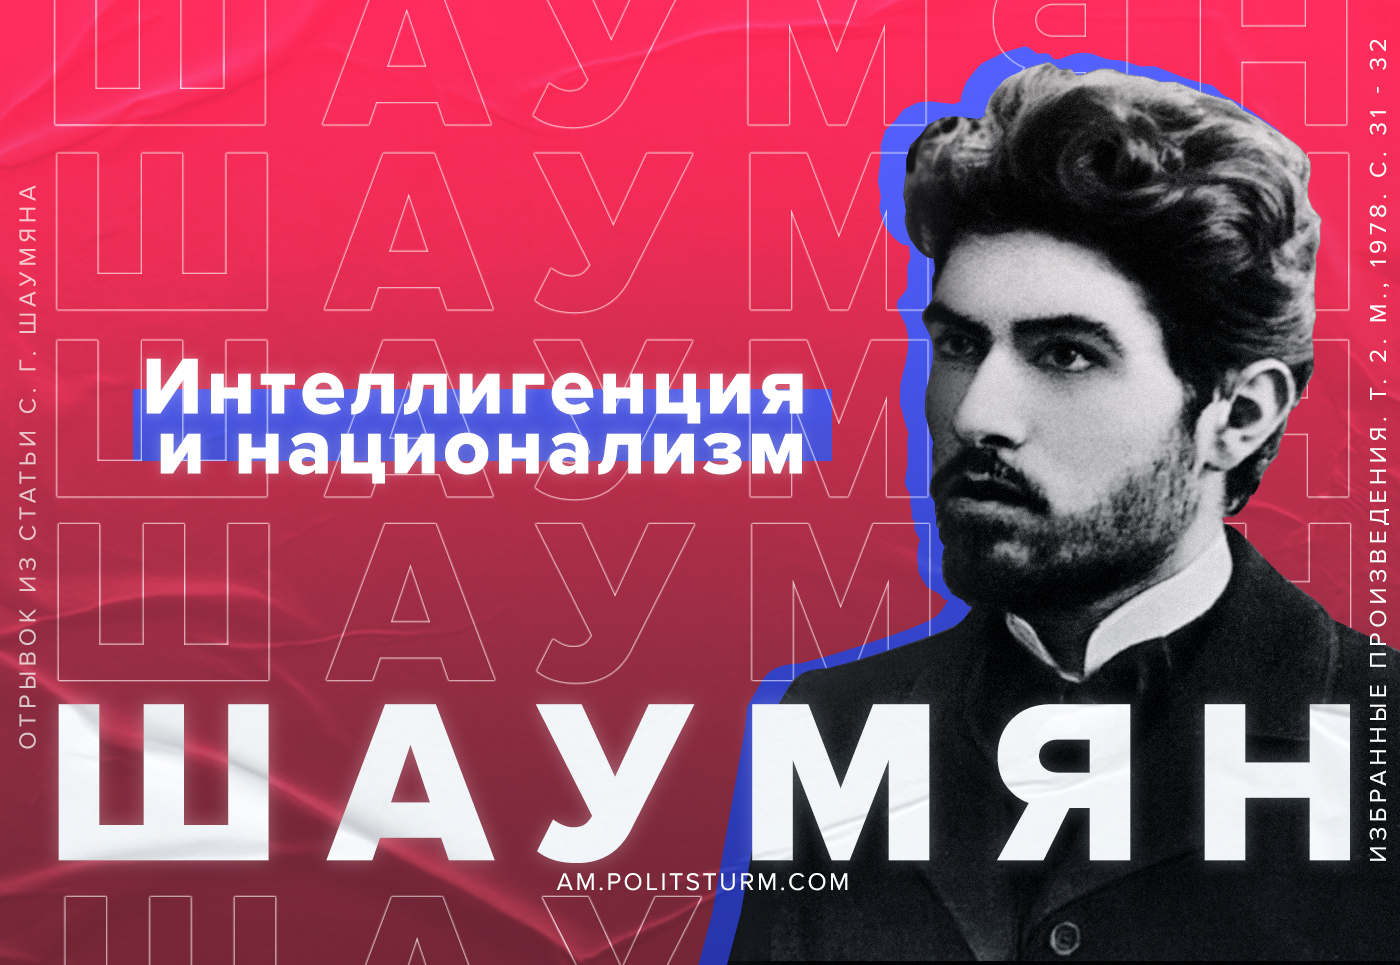 ОТРЫВОК ИЗ СТАТЬИ С. Г. ШАУМЯНА
ШАУМЯН
ШАУМЯН
ШАУМЯН
Интеллигенция
и национализм
ШАУМЯН
ШАУМЯН
AM.POLITSTURM.COM
ШАУ
ИЗБРАННЫЕ ПРОИЗВЕДЕНИЯ. Т. 2. М., 1978. С. 31 - 32